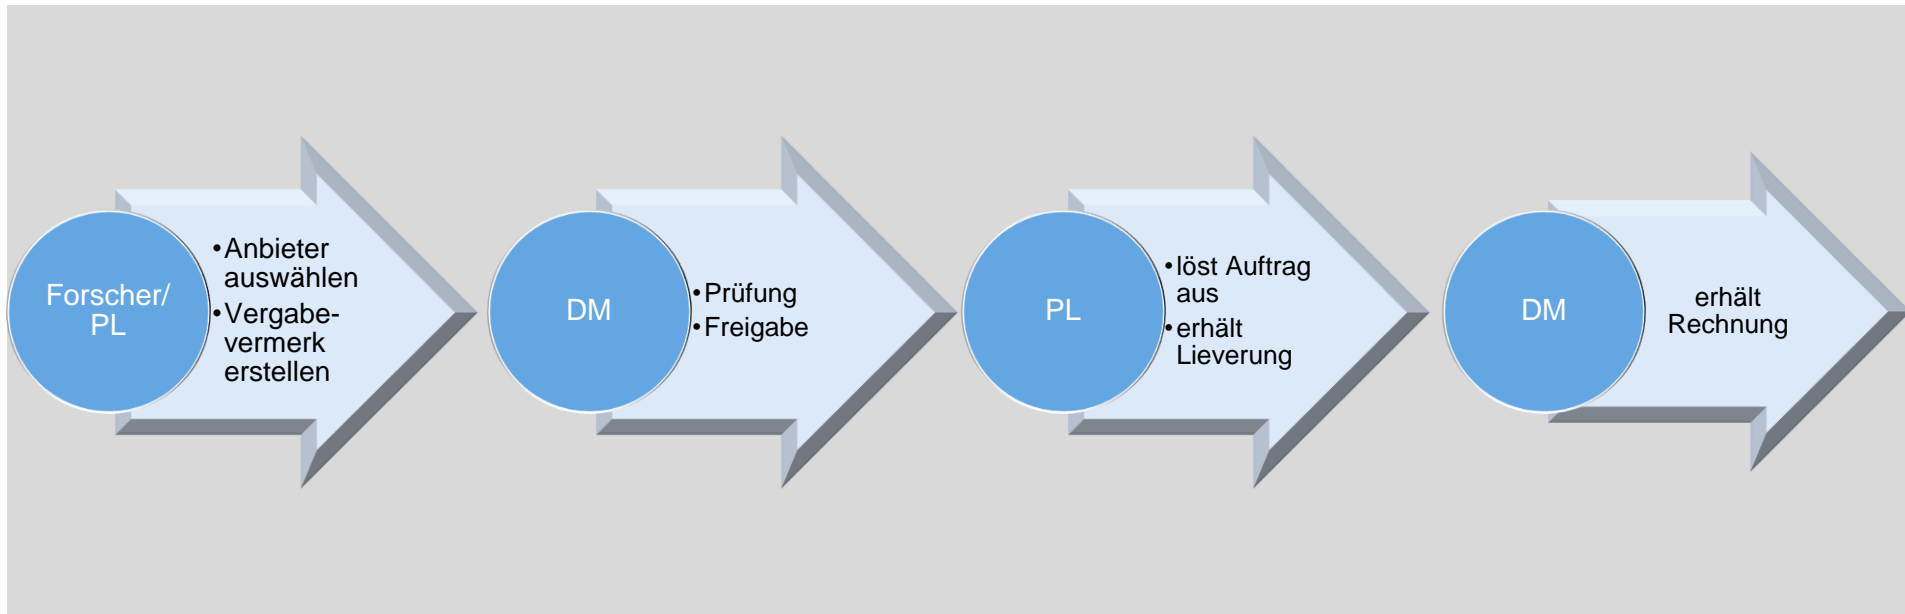 Forscher/
PL
•Anbieter
auswählen
•Vergabe-
vermerk
erstellen
DM
•Prüfung
•Freigabe
PL
•löst Auftrag
aus
•erhält
Lieverung
DM
erhält
Rechnung